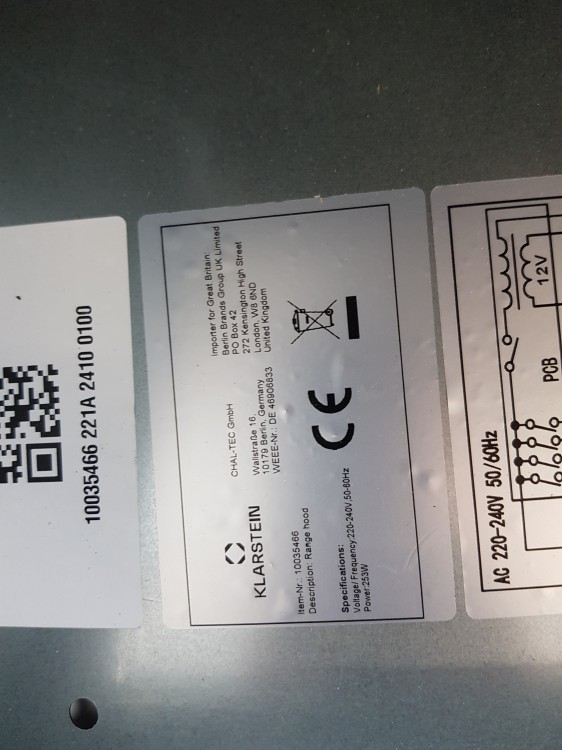 10035466 221A 2410 0100
KLARSTEIN
CHAL-TEC GmbH
Wallstraße 16,
10179 Berlin, Germany
WEEE-Nr.: DE 46906833
Importer for Great Britain:
Berlin Brands Group UK Limited
PO Box 42
272 Kensington High Street
London, W8 6ND
United Kingdom
Item-Nr.: 10035466
Description: Range hood
Specifications:
Voltage/Frequency:220-240V,50-60Hz
Power:253W
CE
AC 220-240V 50/60Hz
PCB
12V